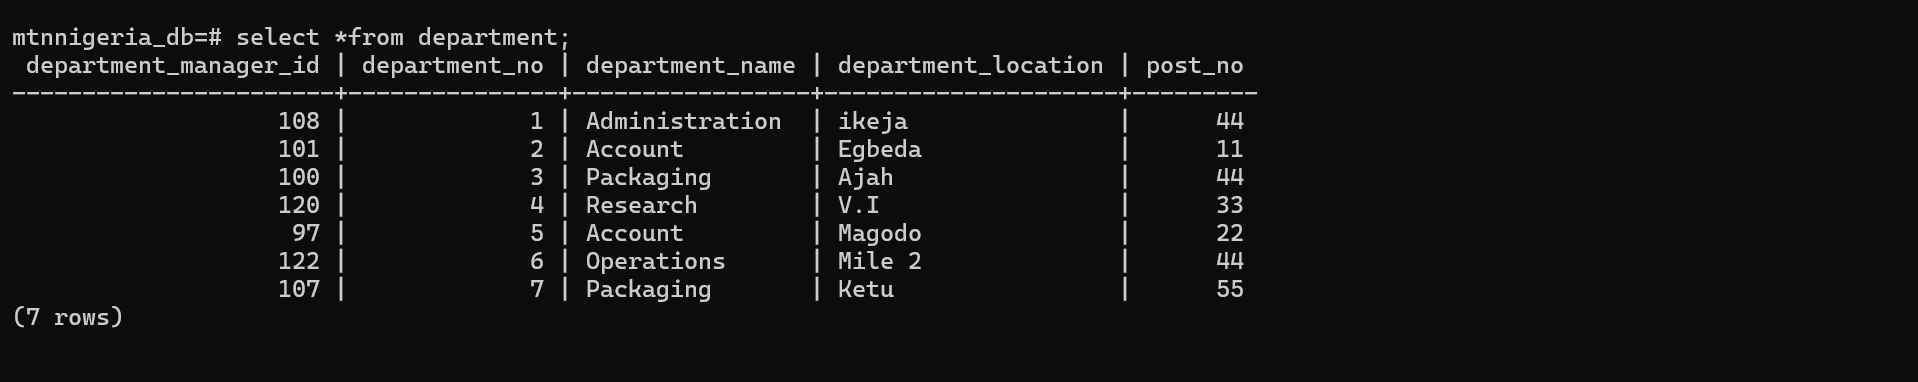 mtnnigeria_db=# select *from department;
 department_manager_id | department_no | department_name | department_location | post_no
-----------------------+---------------+-----------------+---------------------+---------
                   108 |             1 | Administration  | ikeja               |      44
                   101 |             2 | Account         | Egbeda              |      11
                   100 |             3 | Packaging       | Ajah                |      44
                   120 |             4 | Research        | V.I                 |      33
                    97 |             5 | Account         | Magodo              |      22
                   122 |             6 | Operations      | Mile 2              |      44
                   107 |             7 | Packaging       | Ketu                |      55
(7 rows)